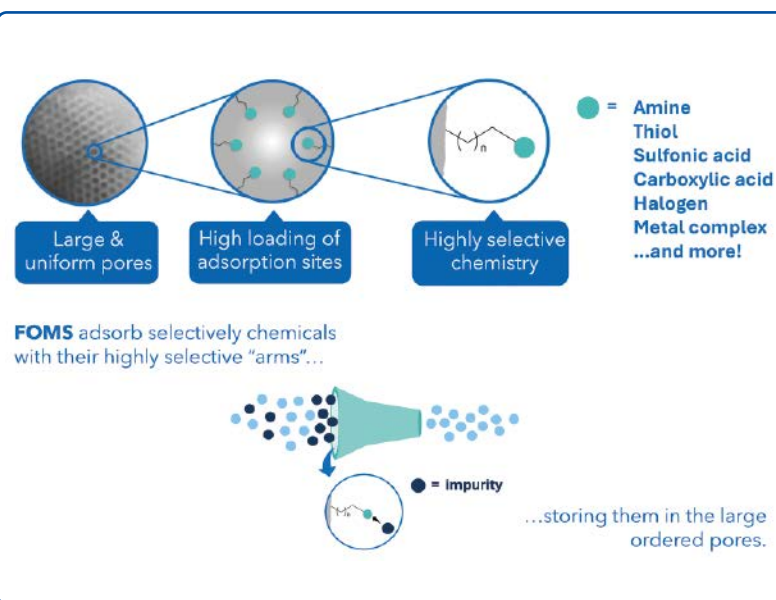 Large &
uniform pores
High loading of
adsorption sites
Highly selective
chemistry
n
= Amine
Thiol
Sulfonic acid
Carboxylic acid
Halogen
Metal complex
...and more!
FOMS adsorb selectively chemicals
with their highly selective “arms”...
= impurity
n
...storing them in the large
ordered pores.